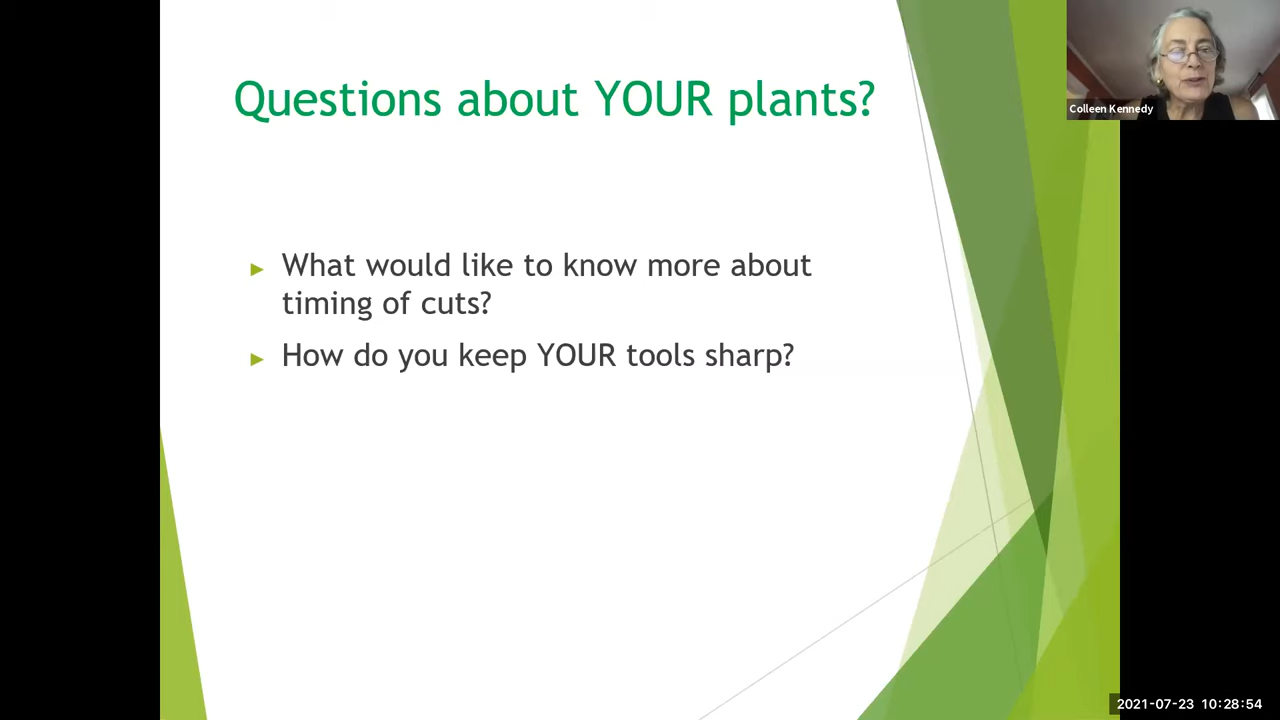 Questions about YOUR plants?
Colleen Kennedy
What would like to know more about
timing of cuts?
How do you keep YOUR tools sharp?
2021-07-23 10:28:54